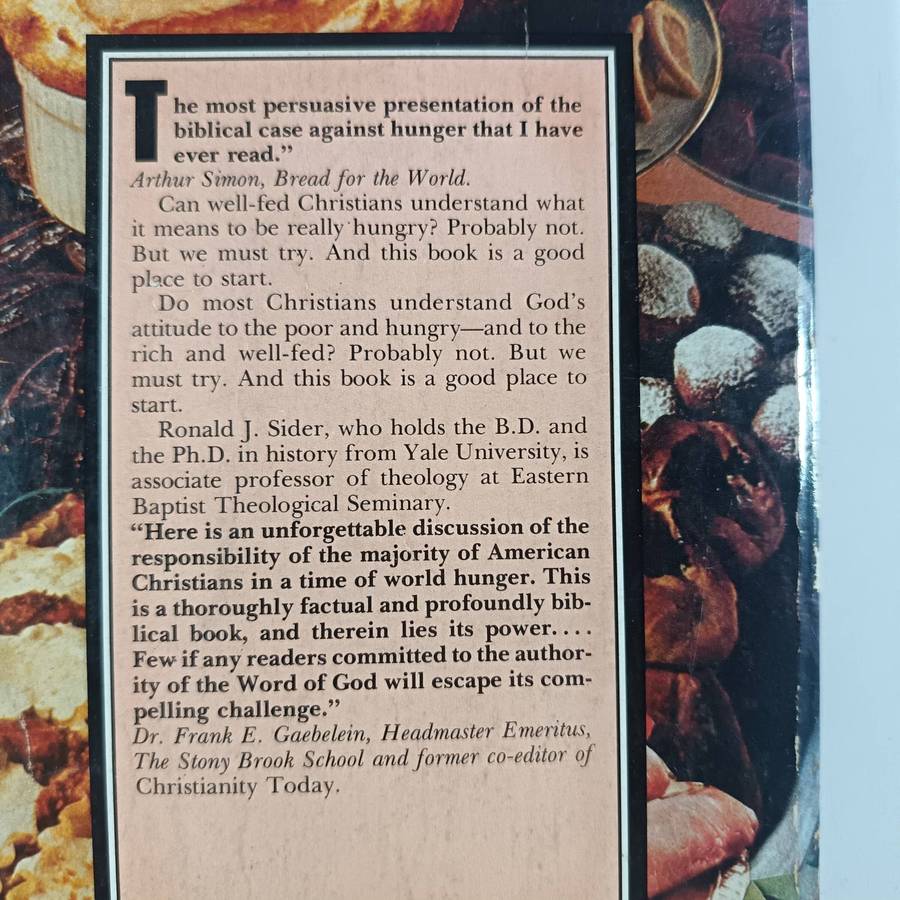 The most persuasive presentation of the
biblical case against hunger that I have
ever read.”
Arthur Simon, Bread for the World.
Can well-fed Christians understand what
it means to be really hungry? Probably not.
But we must try. And this book is a good
place to start.
Do most Christians understand God’s
attitude to the poor and hungry—and to the
rich and well-fed? Probably not. But we
must try. And this book is a good place to
start.
Ronald J. Sider, who holds the B.D. and
the Ph.D. in history from Yale University, is
associate professor of theology at Eastern
Baptist Theological Seminary.
“Here is an unforgettable discussion of the
responsibility of the majority of American
Christians in a time of world hunger. This
is a thoroughly factual and profoundly bib-
lical book, and therein lies its power....
Few if any readers committed to the author-
ity of the Word of God will escape its com-
pelling challenge.”
Dr. Frank E. Gaebelein, Headmaster Emeritus,
The Stony Brook School and former co-editor of
Christianity Today.